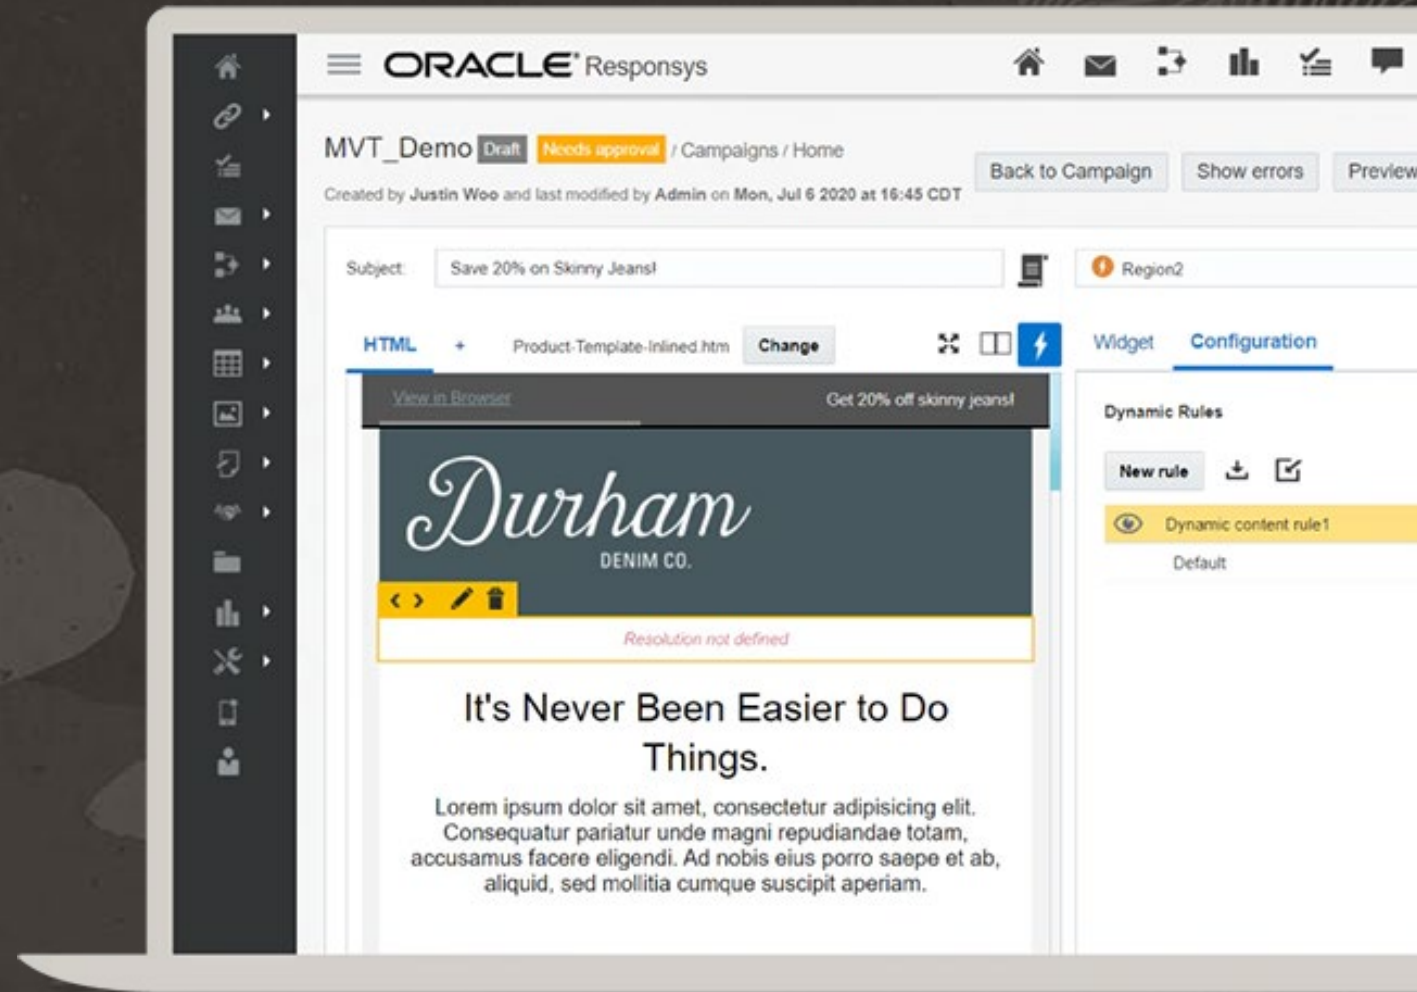 ORACLE Responsys
MVT_Demo Draft Needs approval / Campaigns / Home
Back to Campaign Show errors Preview
Created by Justin Woo and last modified by Admin on Mon, Jul 6 2020 at 16:45 CDT
Subject: Save 20% on Skinny Jeans! Region2
HTML + Product-Template-Inlined.htm Change Widget Configuration
View in Browser Get 20% off skinny jeans!
Dynamic Rules
New rule
Durham
DENIM CO.
Dynamic content rule1
Default
Resolution not defined
It's Never Been Easier to Do
Things.
Lorem ipsum dolor sit amet, consectetur adipisicing elit.
Consequatur pariatur unde magni repudiandae totam,
accusamus facere eligendi. Ad nobis eius porro saepe et ab,
aliquid, sed mollitia cumque suscipit aperiam.